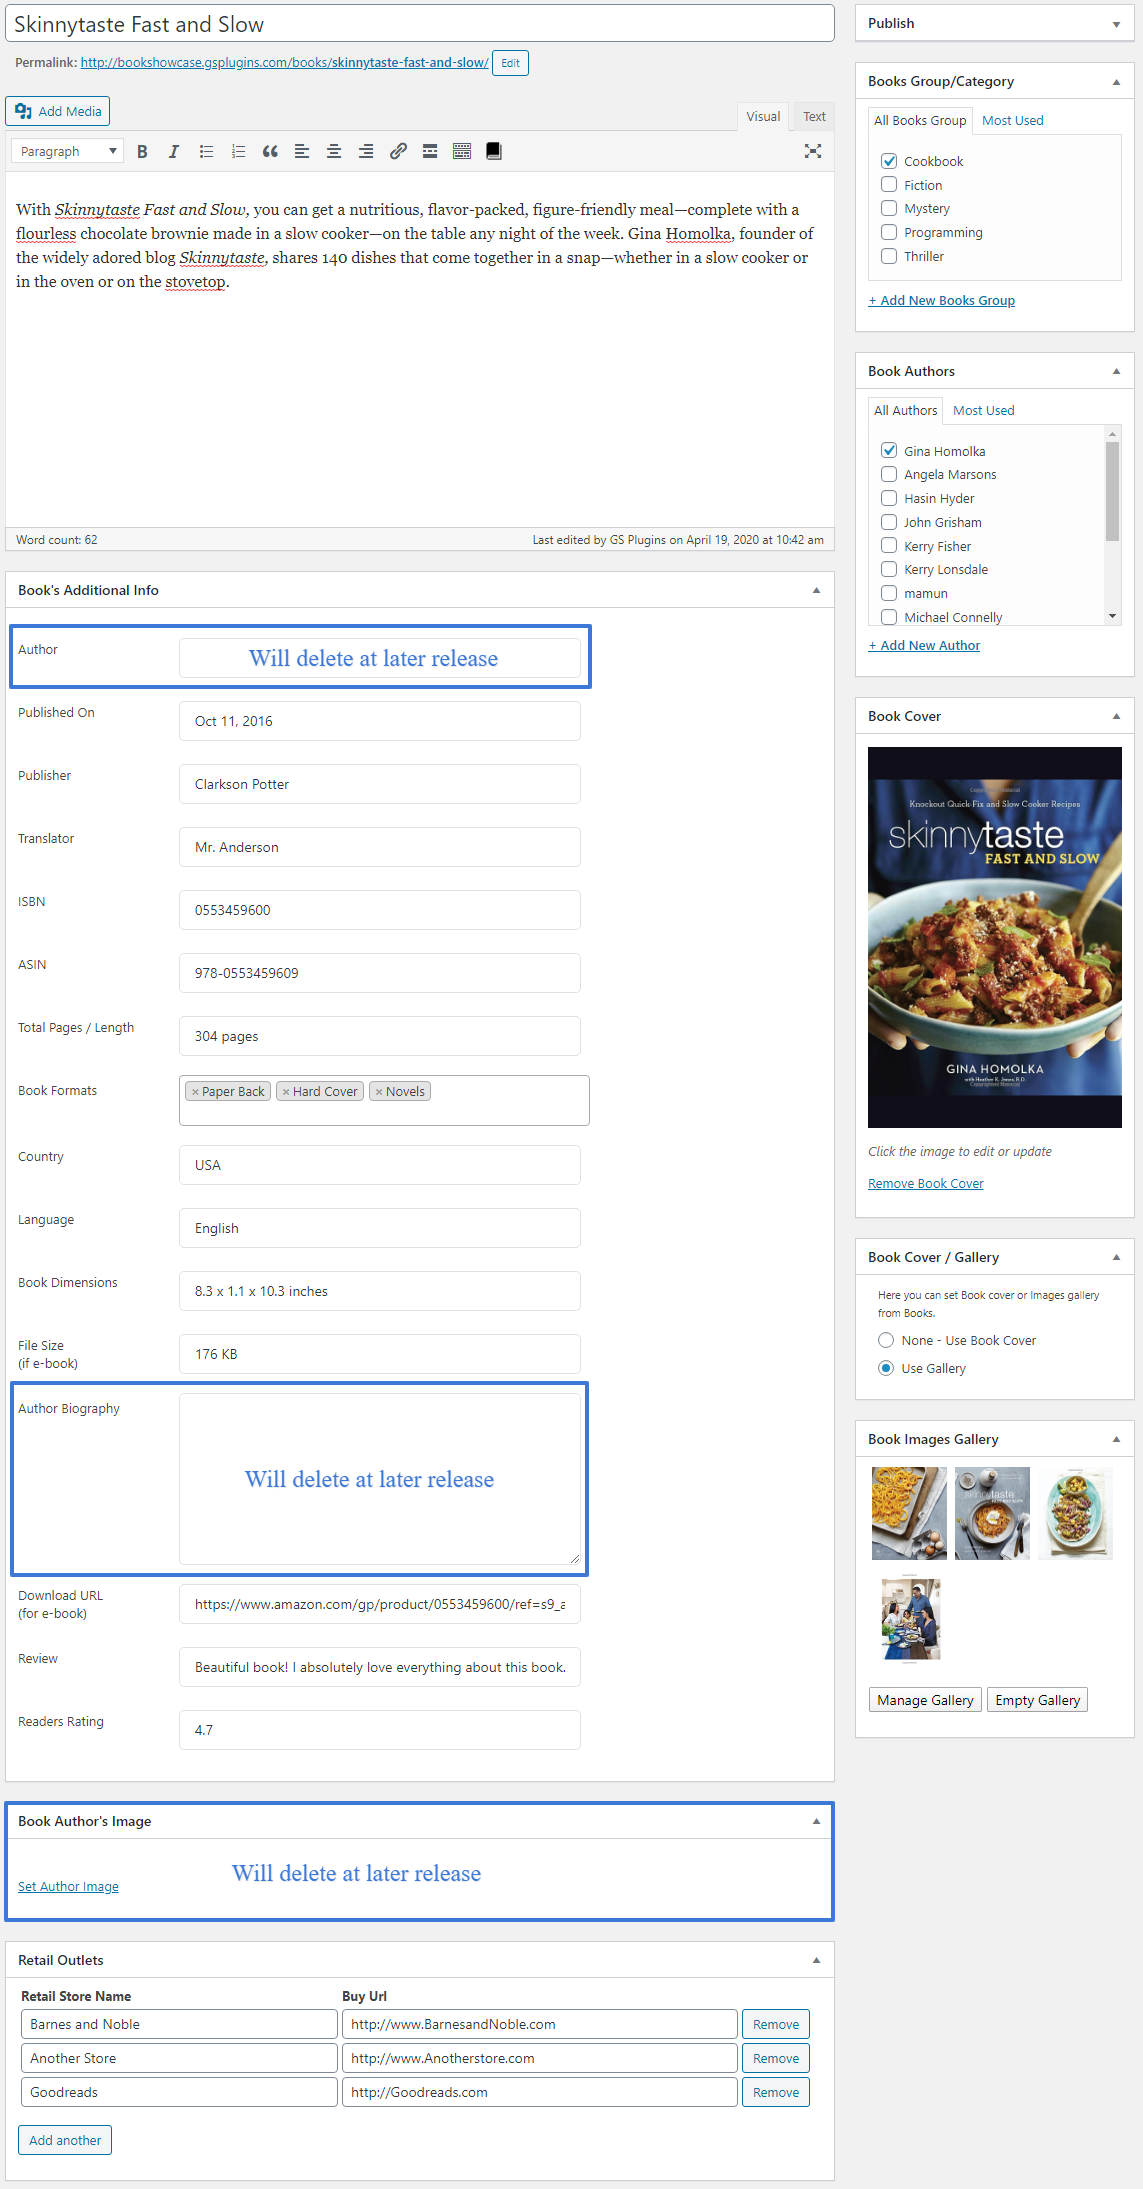 Skinnytaste Fast and Slow
Permalink: http://bookshowcase.gsplugins.com/books/skinnytaste-fast-and-slow/ Edit
Add Media
Visual Text
Paragraph
With Skinnytaste Fast and Slow, you can get a nutritious, flavor-packed, figure-friendly meal—complete with a
flourless chocolate brownie made in a slow cooker—on the table any night of the week. Gina Homolka, founder of
the widely adored blog Skinnytaste, shares 140 dishes that come together in a snap—whether in a slow cooker or
in the oven or on the stovetop.
Word count: 62 Last edited by GS Plugins on April 19, 2020 at 10:42 am
Book's Additional Info
Author Will delete at later release
Published On Oct 11, 2016
Publisher Clarkson Potter
Translator Mr. Anderson
ISBN 0553459600
ASIN 978-0553459609
Total Pages / Length 304 pages
Book Formats × Paper Back × Hard Cover × Novels
Country USA
Language English
Book Dimensions 8.3 x 1.1 x 10.3 inches
File Size
(if e-book) 176 KB
Author Biography
Will delete at later release
Download URL
(for e-book) https://www.amazon.com/gp/product/0553459600/ref=s9_a
Review Beautiful book! I absolutely love everything about this book.
Readers Rating 4.7
Book Author's Image
Will delete at later release
Set Author Image
Retail Outlets
Retail Store Name Buy Url
Barnes and Noble http://www.BarnesandNoble.com Remove
Another Store http://www.Anotherstore.com Remove
Goodreads http://Goodreads.com Remove
Add another
Publish
Books Group/Category
All Books Group Most Used
Cookbook
Fiction
Mystery
Programming
Thriller
+ Add New Books Group
Book Authors
All Authors Most Used
Gina Homolka
Angela Marsons
Hasin Hyder
John Grisham
Kerry Fisher
Kerry Lonsdale
mamun
Michael Connelly
+ Add New Author
Book Cover
Copyrighted Material
Knockout Quick-Fix and Slow Cooker Recipes
skinnytaste
FAST AND SLOW
GINA HOMOLKA
with Heather K. Jones, R.D.
Copyrighted Material
Click the image to edit or update
Remove Book Cover
Book Cover / Gallery
Here you can set Book cover or Images gallery
from Books.
None - Use Book Cover
Use Gallery
Book Images Gallery
skinnytaste
FAST AND SLOW
Manage Gallery Empty Gallery